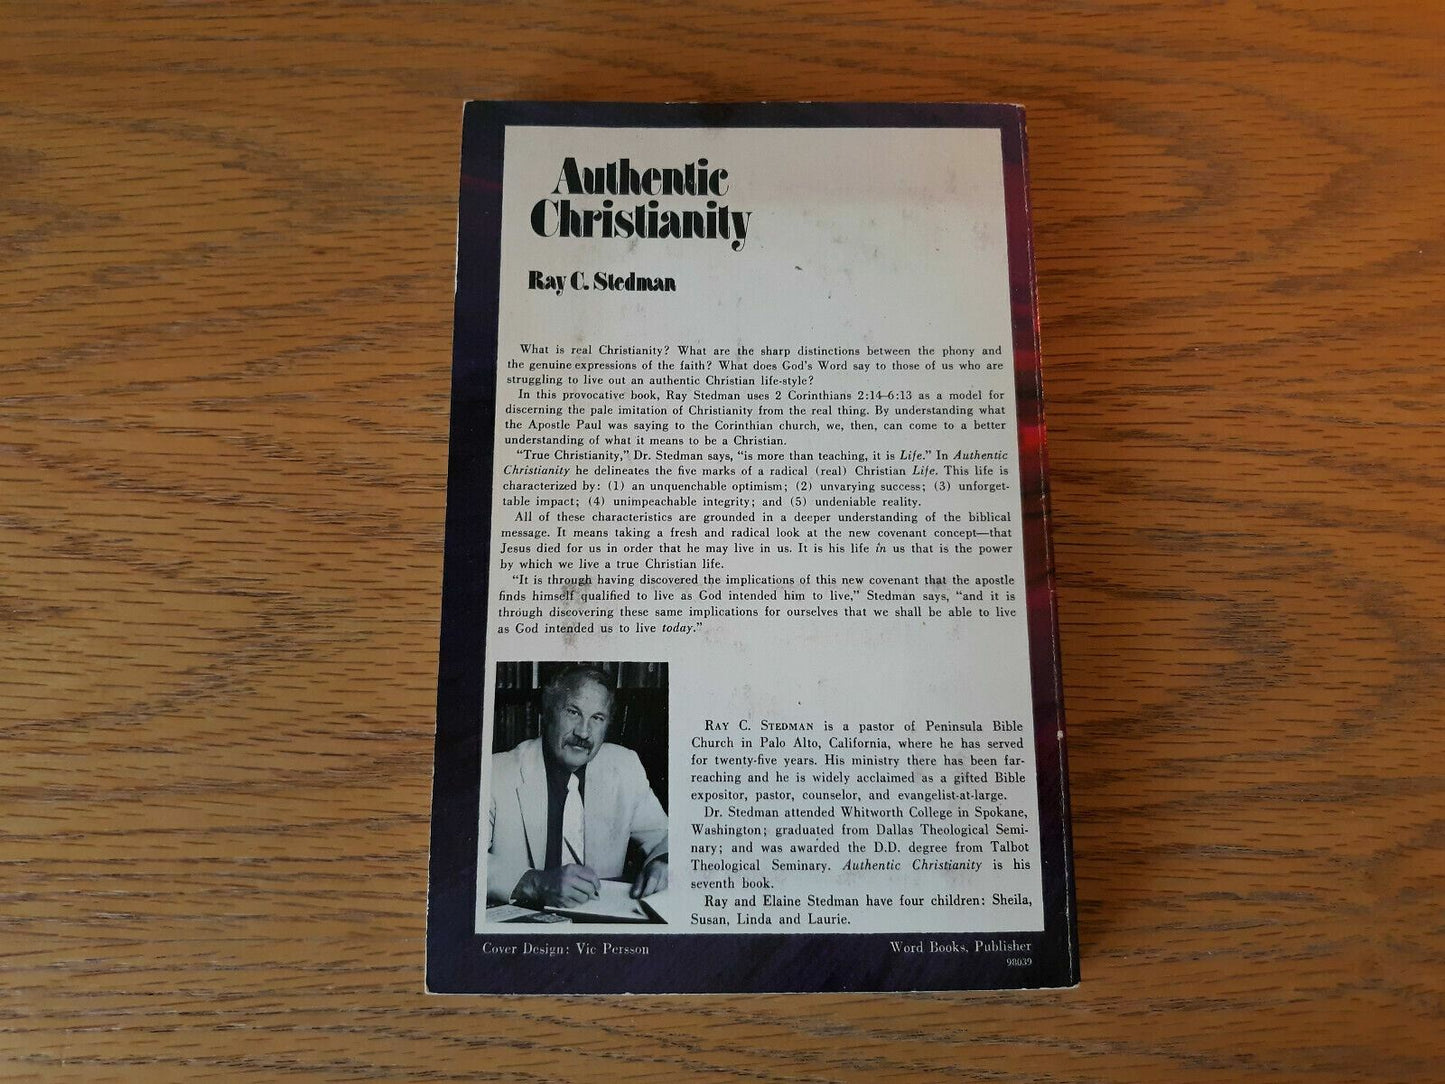 Authentic
Christianity
Ray C. Stedman
What is real Christianity? What are the sharp distinctions between the phony and
the genuine expressions of the faith? What does God's Word say to those of us who are
struggling to live out an authentic Christian life-style?
In this provocative book, Ray Stedman uses 2 Corinthians 2:14–6:13 as a model for
discerning the pale imitation of Christianity from the real thing. By understanding what
the Apostle Paul was saying to the Corinthian church, we, then, can come to a better
understanding of what it means to be a Christian.
“True Christianity,” Dr. Stedman says, “is more than teaching, it is Life.” In Authentic
Christianity he delineates the five marks of a radical (real) Christian Life. This life is
characterized by: (1) an unquenchable optimism; (2) unvarying success; (3) unforget-
table impact; (4) unimpeachable integrity; and (5) undeniable reality.
All of these characteristics are grounded in a deeper understanding of the biblical
message. It means taking a fresh and radical look at the new covenant concept—that
Jesus died for us in order that he may live in us. It is his life in us that is the power
by which we live a true Christian life.
“It is through having discovered the implications of this new covenant that the apostle
finds himself qualified to live as God intended him to live,” Stedman says, “and it is
through discovering these same implications for ourselves that we shall be able to live
as God intended us to live today.”
RAY C. STEDMAN is a pastor of Peninsula Bible
Church in Palo Alto, California, where he has served
for twenty-five years. His ministry there has been far-
reaching and he is widely acclaimed as a gifted Bible
expositor, pastor, counselor, and evangelist-at-large.
Dr. Stedman attended Whitworth College in Spokane,
Washington; graduated from Dallas Theological Semi-
nary; and was awarded the D.D. degree from Talbot
Theological Seminary. Authentic Christianity is his
seventh book.
Ray and Elaine Stedman have four children: Sheila,
Susan, Linda and Laurie.
Cover Design: Vic Persson
Word Books, Publisher
98039